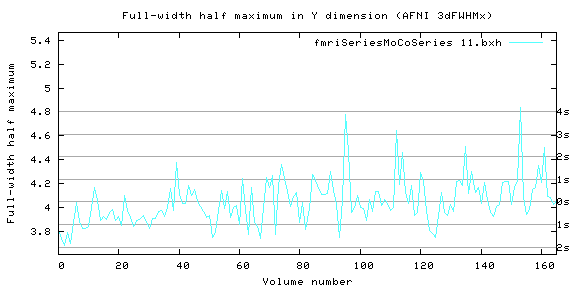 Full-width half maximum in Y dimension (AFNI 3dFWHMx)
fmriSeriesMoCoSeries 11.bxh
Full-width half maximum
5.4
5.2
5
4.8
4.6
4.4
4.2
4
3.8
4s
3s
2s
1s
0s
1s
2s
0 20 40 60 80 100 120 140 160
Volume number